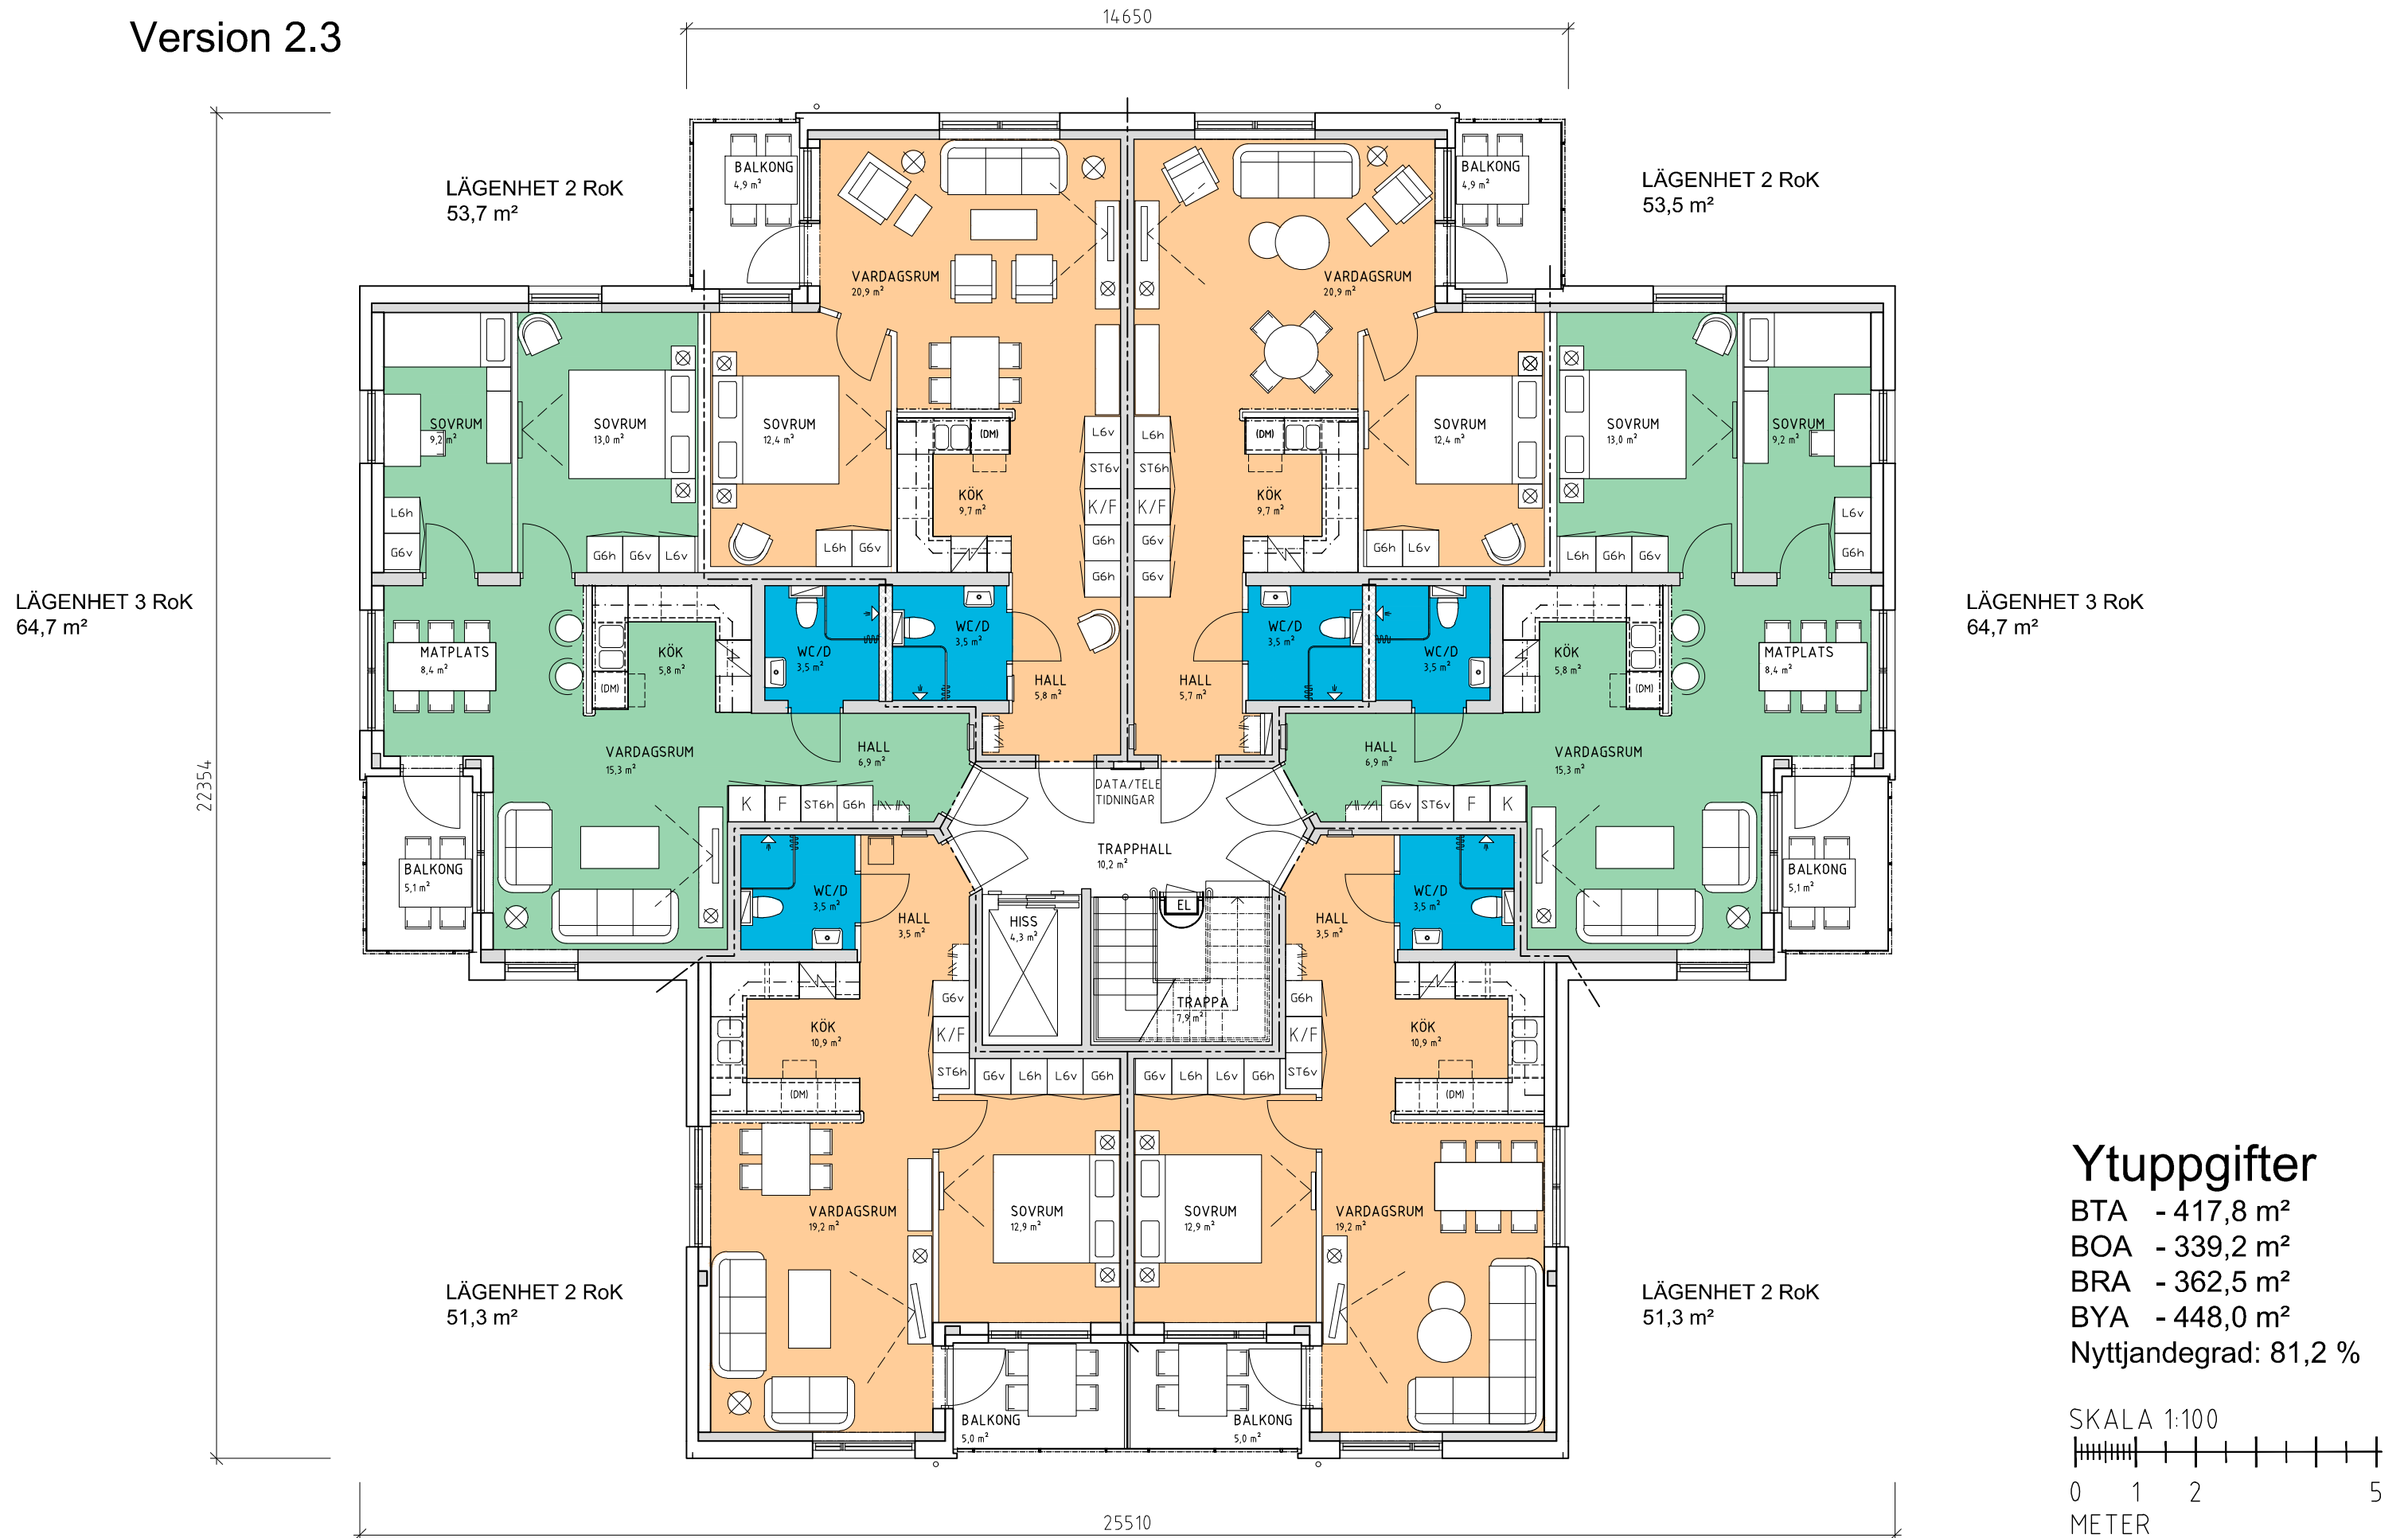 Version 2.3
14650
LÄGENHET 2 RoK
53,7 m²
BALKONG
4,9 m²
BALKONG
4,9 m²
LÄGENHET 2 RoK
53,5 m²
VARDAGSRUM
20,9 m²
VARDAGSRUM
20,9 m²
SOVRUM
9,2 m²
SOVRUM
13,0 m²
SOVRUM
12,4 m²
(DM)
L6v
ST6v
K/F
G6h
G6h
L6h
ST6h
K/F
G6v
G6v
(DM)
SOVRUM
12,4 m²
SOVRUM
13,0 m²
SOVRUM
9,2 m²
KÖK
9,7 m²
KÖK
9,7 m²
L6h
G6v
G6h
G6v
L6v
L6h
G6v
G6h
L6v
L6h
G6h
G6v
L6v
G6h
LÄGENHET 3 RoK
64,7 m²
LÄGENHET 3 RoK
64,7 m²
MATPLATS
8,4 m²
(DM)
KÖK
5,8 m²
WC/D
3,5 m²
WC/D
3,5 m²
HALL
5,8 m²
HALL
5,7 m²
WC/D
3,5 m²
WC/D
3,5 m²
KÖK
5,8 m²
(DM)
MATPLATS
8,4 m²
VARDAGSRUM
15,3 m²
HALL
6,9 m²
HALL
6,9 m²
VARDAGSRUM
15,3 m²
22354
K
F
ST6h
G6h
DATA/TELE
TIDNINGAR
G6v
ST6v
F
K
TRAPPHALL
10,2 m²
BALKONG
5,1 m²
WC/D
3,5 m²
HALL
3,5 m²
HISS
4,3 m²
EL
HALL
3,5 m²
WC/D
3,5 m²
BALKONG
5,1 m²
TRAPPA
7,9 m²
KÖK
10,9 m²
G6v
K/F
ST6h
G6h
K/F
ST6v
KÖK
10,9 m²
(DM)
G6v
L6h
L6v
G6h
G6v
L6h
L6v
G6h
(DM)
VARDAGSRUM
19,2 m²
SOVRUM
12,9 m²
SOVRUM
12,9 m²
VARDAGSRUM
19,2 m²
LÄGENHET 2 RoK
51,3 m²
LÄGENHET 2 RoK
51,3 m²
BALKONG
5,0 m²
BALKONG
5,0 m²
25510
Ytuppgifter
BTA - 417,8 m²
BOA - 339,2 m²
BRA - 362,5 m²
BYA - 448,0 m²
Nyttjandegrad: 81,2 %
SKALA 1:100
0 1 2 5
METER